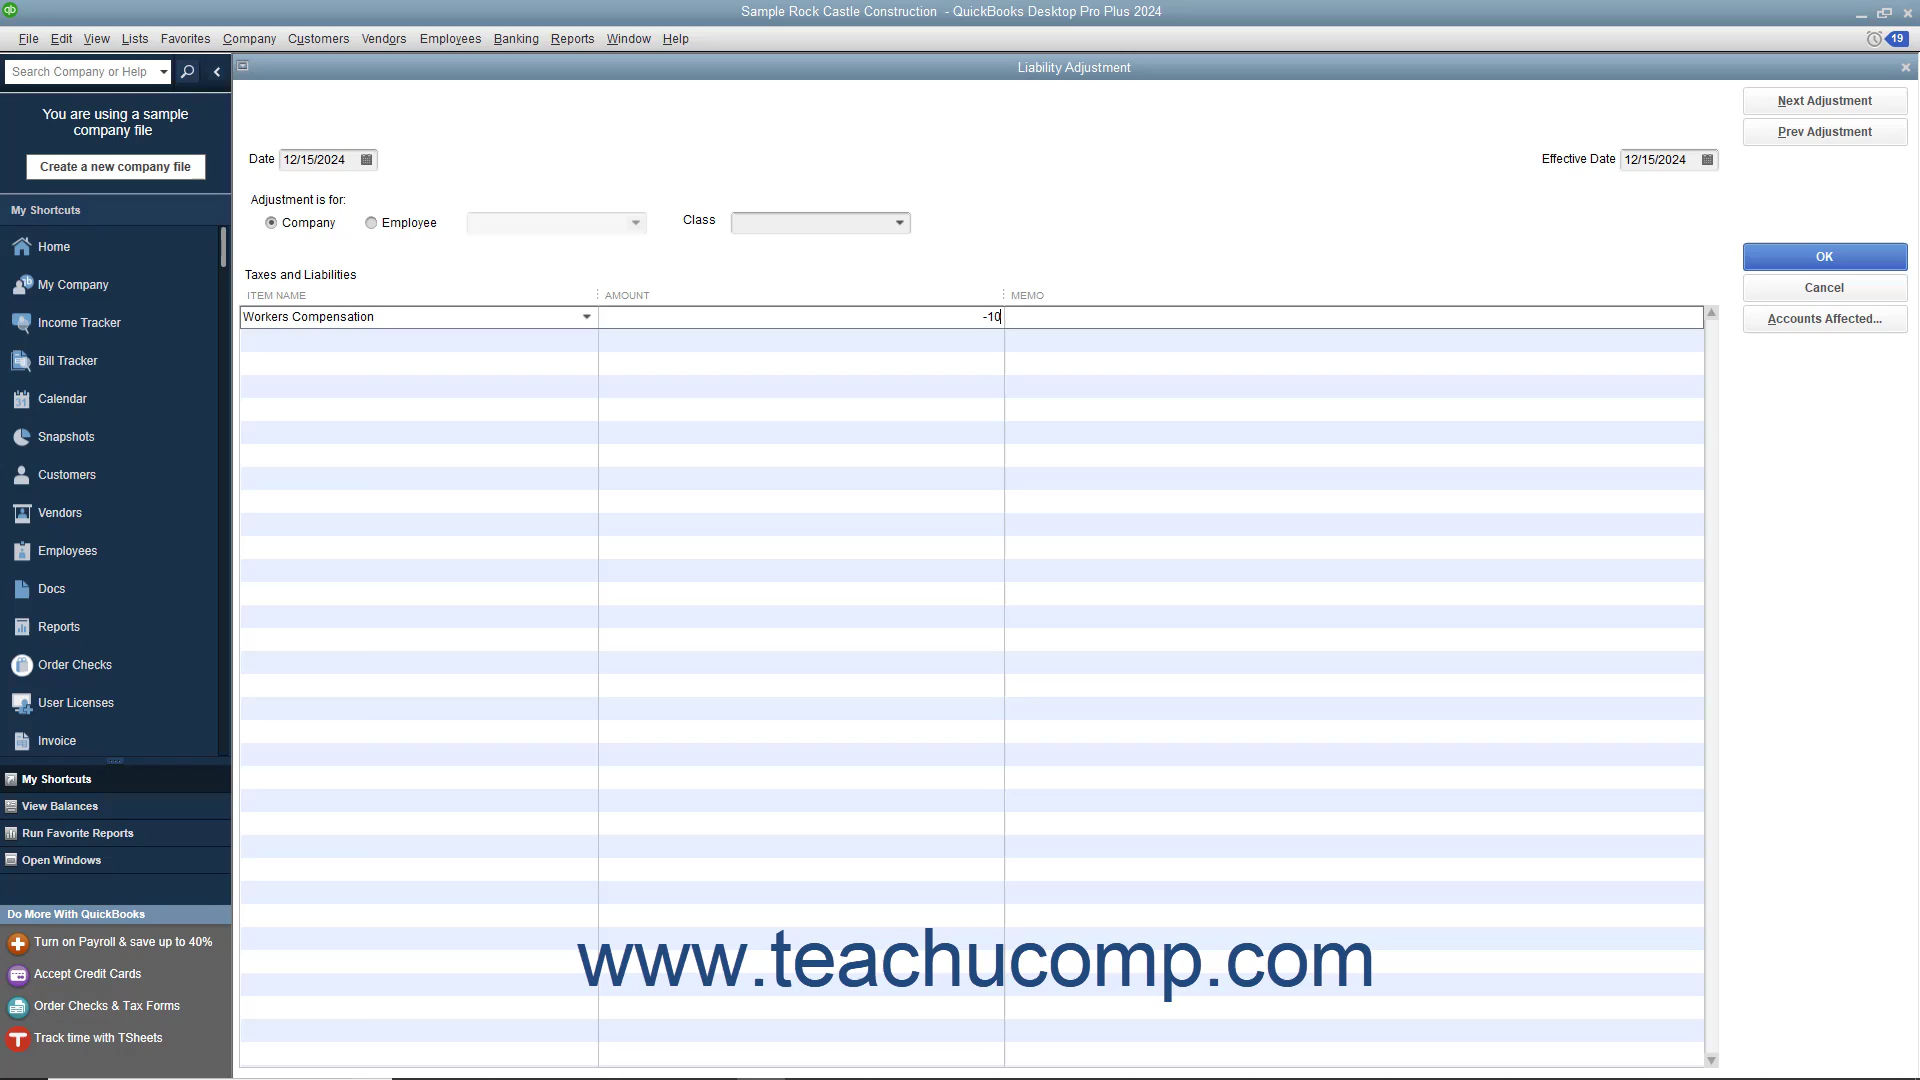 qb
Sample Rock Castle Construction - QuickBooks Desktop Pro Plus 2024
File Edit View Lists Favorites Company Customers Vendors Employees Banking Reports Window Help
19
Search Company or Help
Liability Adjustment
You are using a sample
company file
Create a new company file
My Shortcuts
Home
My Company
Income Tracker
Bill Tracker
Calendar
Snapshots
Customers
Vendors
Employees
Docs
Reports
Order Checks
User Licenses
Invoice
My Shortcuts
View Balances
Run Favorite Reports
Open Windows
Do More With QuickBooks
Turn on Payroll & save up to 40%
Accept Credit Cards
Order Checks & Tax Forms
Track time with TSheets
Date 12/15/2024
Effective Date 12/15/2024
Adjustment is for:
Company Employee Class
Taxes and Liabilities
ITEM NAME AMOUNT MEMO
Workers Compensation -10
Next Adjustment
Prev Adjustment
OK
Cancel
Accounts Affected...
www.teachucomp.com